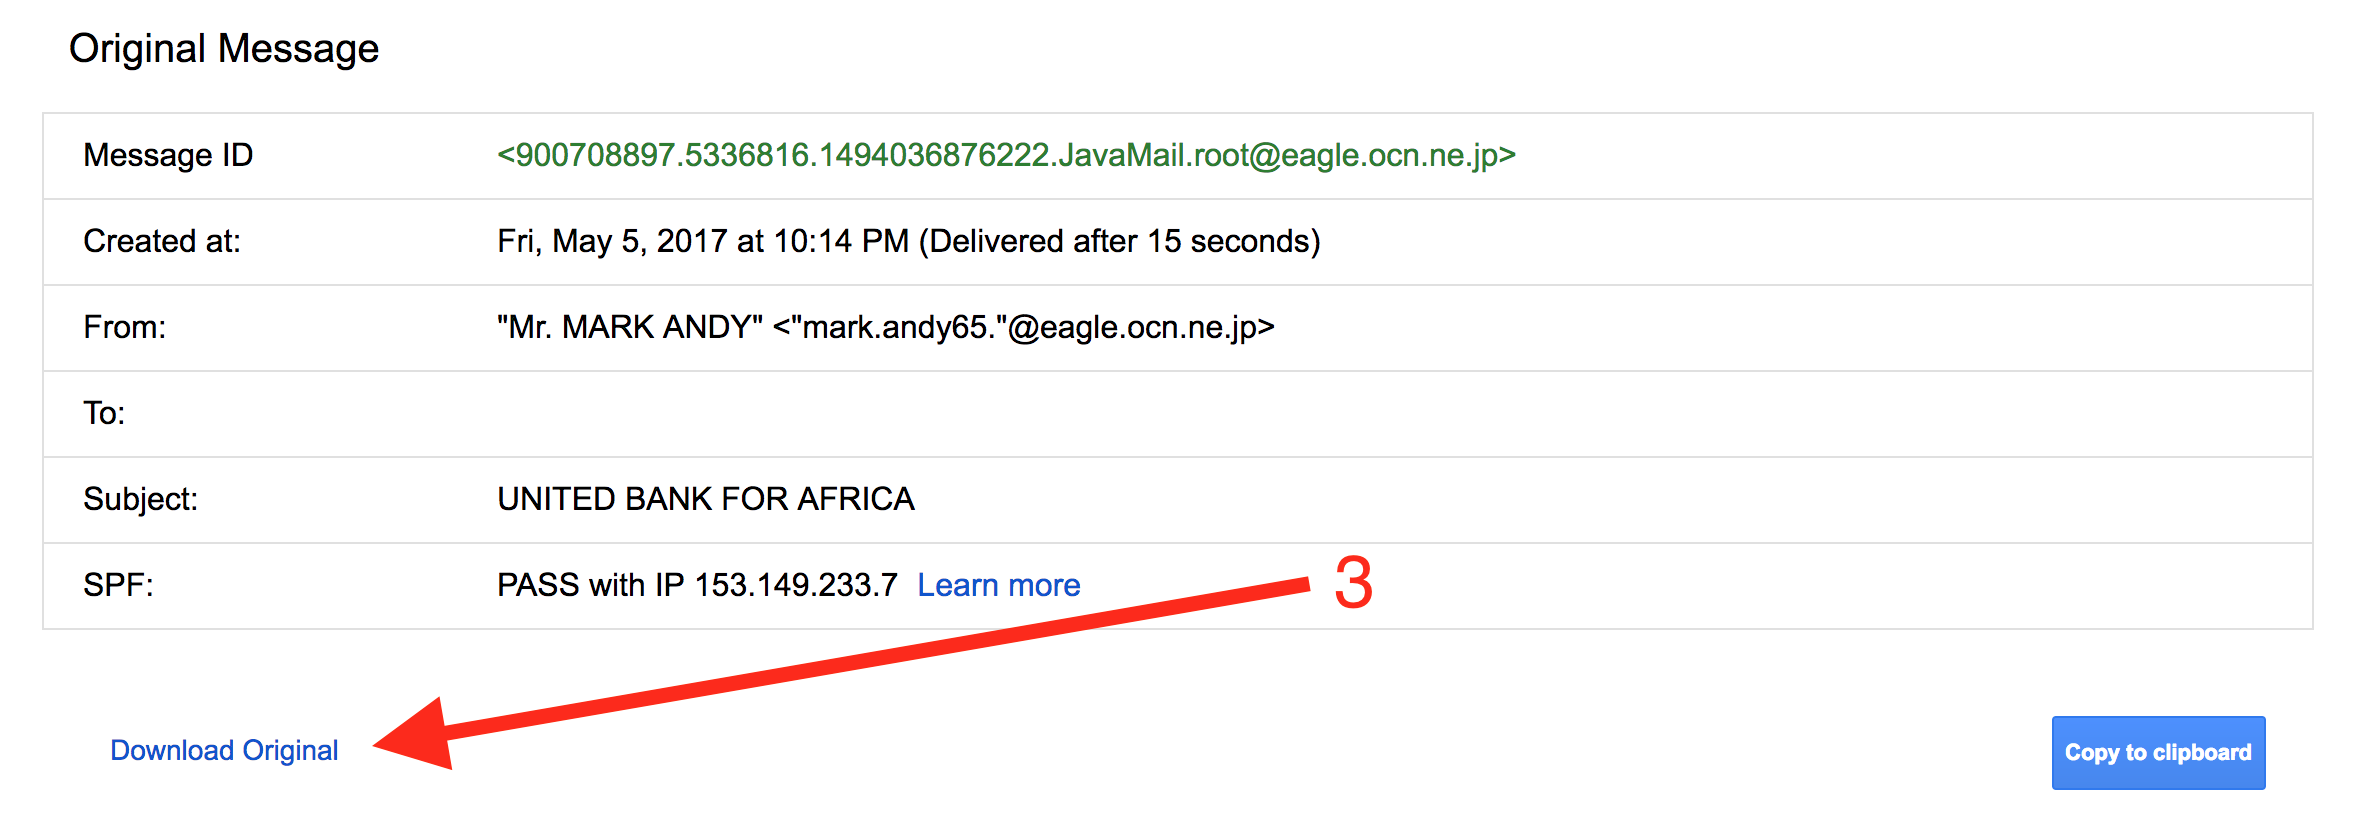 Original Message
Message ID <900708897.5336816.1494036876222.JavaMail.root@eagle.ocn.ne.jp>
Created at: Fri, May 5, 2017 at 10:14 PM (Delivered after 15 seconds)
From: "Mr. MARK ANDY" <"mark.andy65."@eagle.ocn.ne.jp>
To:
Subject: UNITED BANK FOR AFRICA
SPF: PASS with IP 153.149.233.7 Learn more 3
Download Original Copy to clipboard